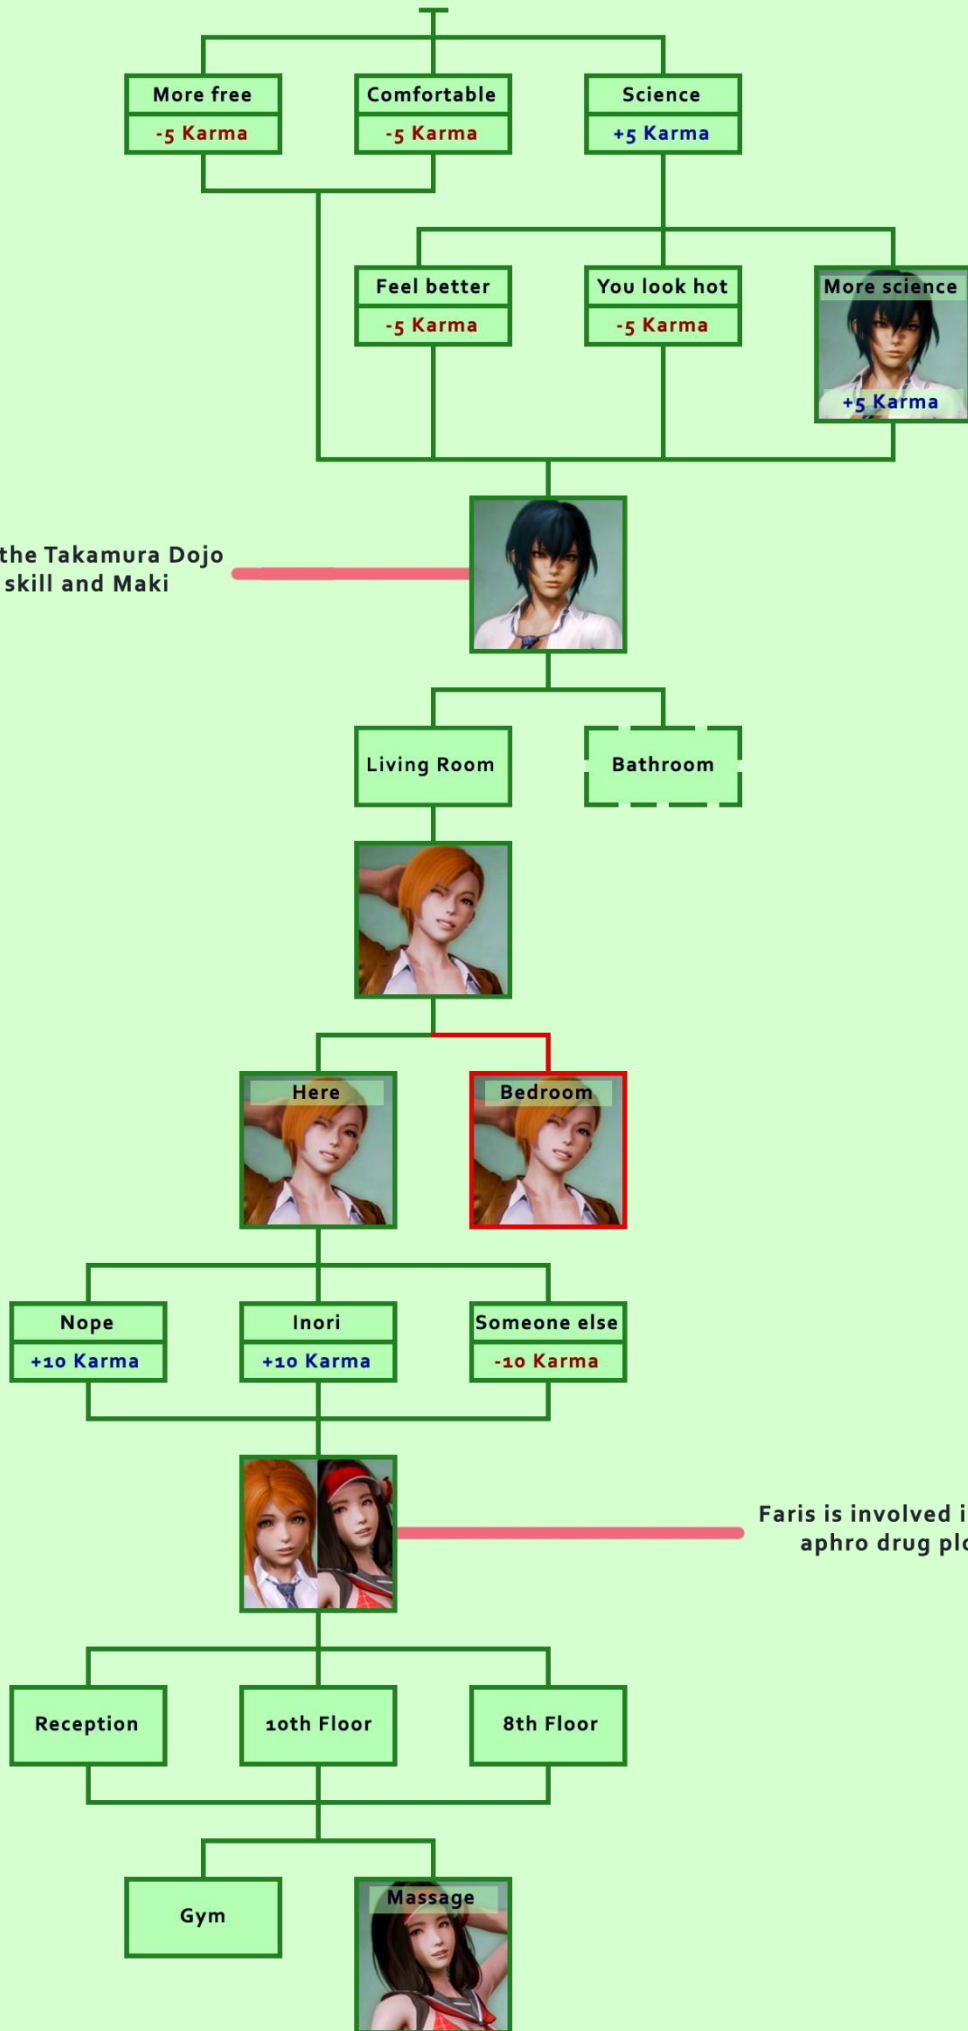 More free
Comfortable
Science
-5 Karma
-5 Karma
+5 Karma
Feel better
You look hot
More science
-5 Karma
-5 Karma
+5 Karma
the Takamura Dojo
skill and Maki
Living Room
Bathroom
Here
Bedroom
Nope
Inori
Someone else
+10 Karma
+10 Karma
-10 Karma
Faris is involved i
aphro drug plo
Reception
10th Floor
8th Floor
Gym
Massage